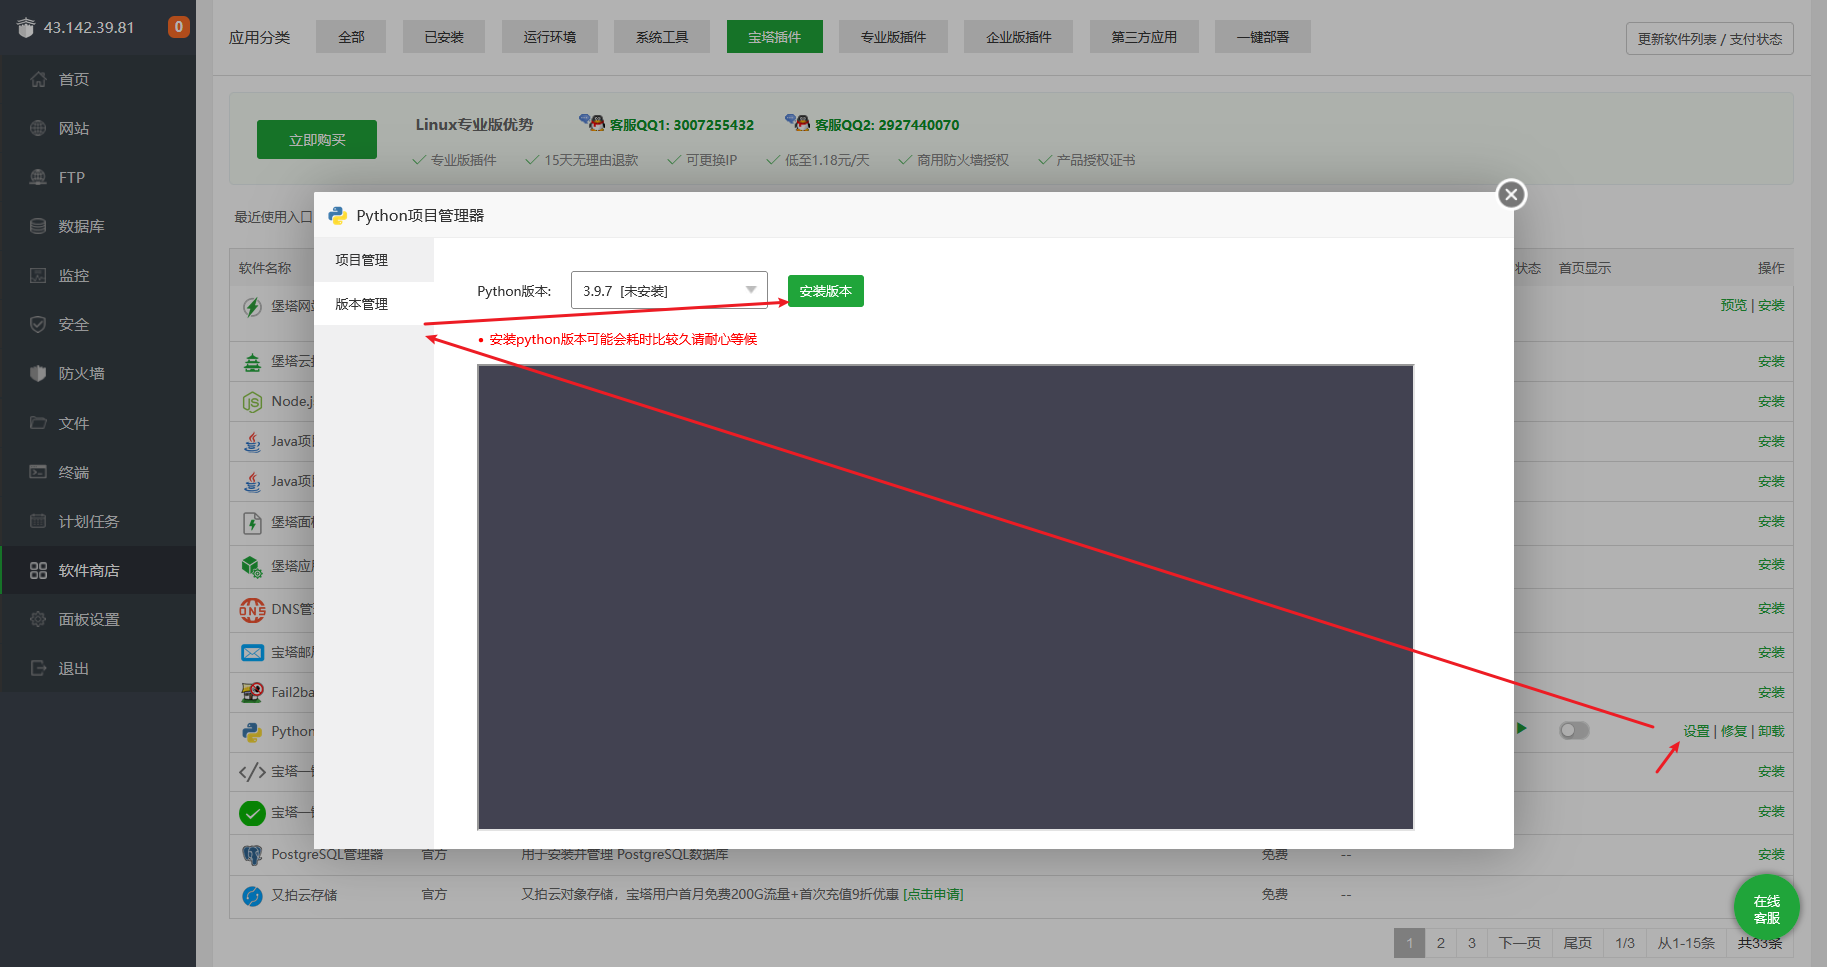 43.142.39.81
0
首页
网站
FTP
数据库
监控
安全
防火墙
文件
终端
计划任务
软件商店
面板设置
退出
应用分类 全部 已安装 运行环境 系统工具 宝塔插件 专业版插件 企业版插件 第三方应用 一键部署 更新软件列表 / 支付状态
立即购买
Linux专业版优势 客服QQ1: 3007255432 客服QQ2: 2927440070
专业版插件 15天无理由退款 可更换IP 低至1.18元/天 商用防火墙授权 产品授权证书
最近使用入口
Python项目管理器
项目管理
版本管理
Python版本: 3.9.7 [未安装] 安装版本
安装python版本可能会耗时比较久请耐心等候
软件名称 状态 首页显示 操作
堡塔网 预览 | 安装
堡塔云 安装
Node.j 安装
Java项 安装
Java项 安装
堡塔面 安装
堡塔应 安装
DNS管 安装
宝塔邮 安装
Fail2ba 安装
Python 设置 | 修复 | 卸载
宝塔一 安装
宝塔一 安装
PostgreSQL管理器 官方 用于安装并管理 PostgreSQL数据库 免费 -- 安装
又拍云存储 官方 又拍云对象存储，宝塔用户首月免费200G流量+首次充值9折优惠 [点击申请] 免费 --
在线
客服
1 2 3 下一页 尾页 1/3 从1-15条 共33条